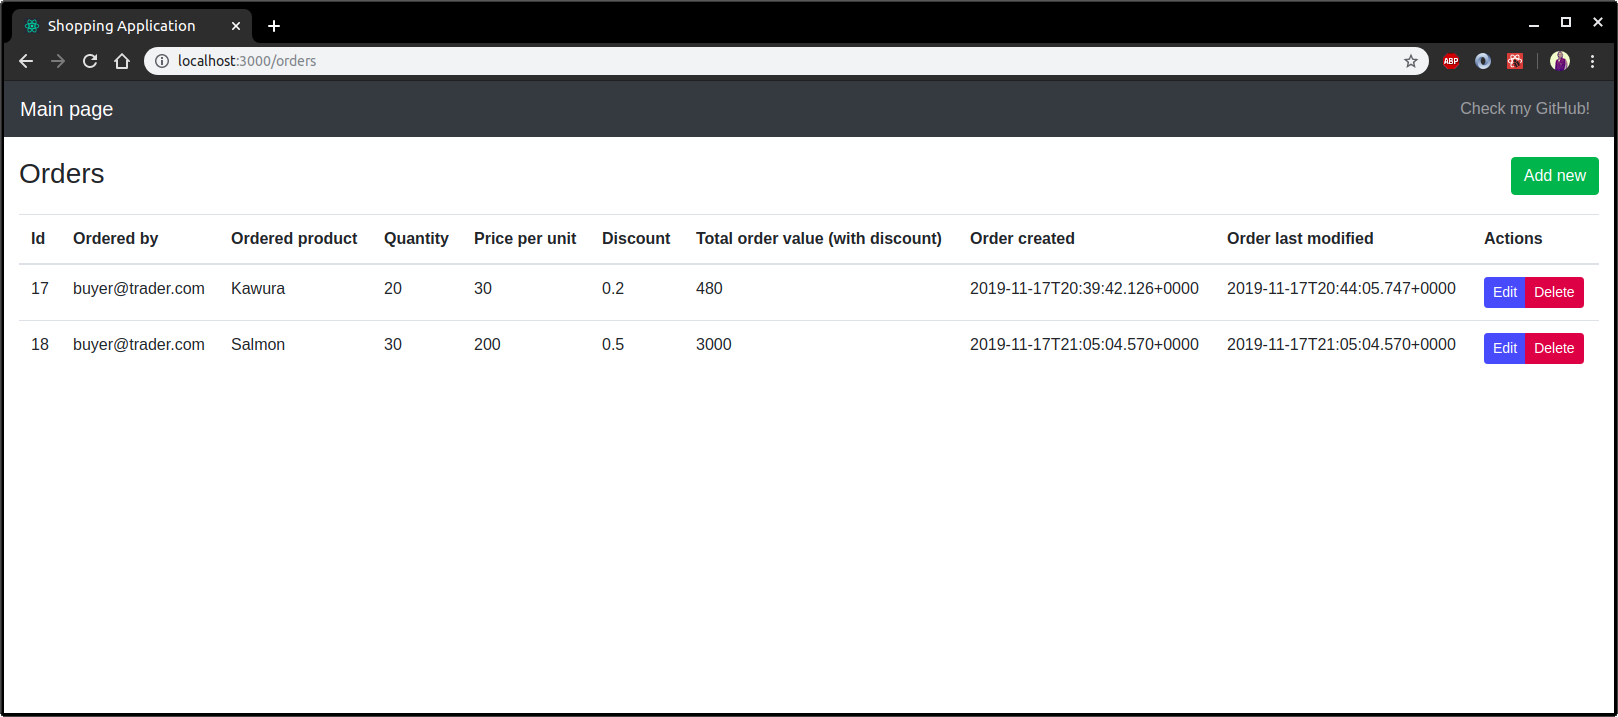 Shopping Application
localhost:3000/orders
ABP
Main page
Check my GitHub!
Orders
Add new
Id Ordered by Ordered product Quantity Price per unit Discount Total order value (with discount) Order created Order last modified Actions
17 buyer@trader.com Kawura 20 30 0.2 480 2019-11-17T20:39:42.126+0000 2019-11-17T20:44:05.747+0000 Edit Delete
18 buyer@trader.com Salmon 30 200 0.5 3000 2019-11-17T21:05:04.570+0000 2019-11-17T21:05:04.570+0000 Edit Delete